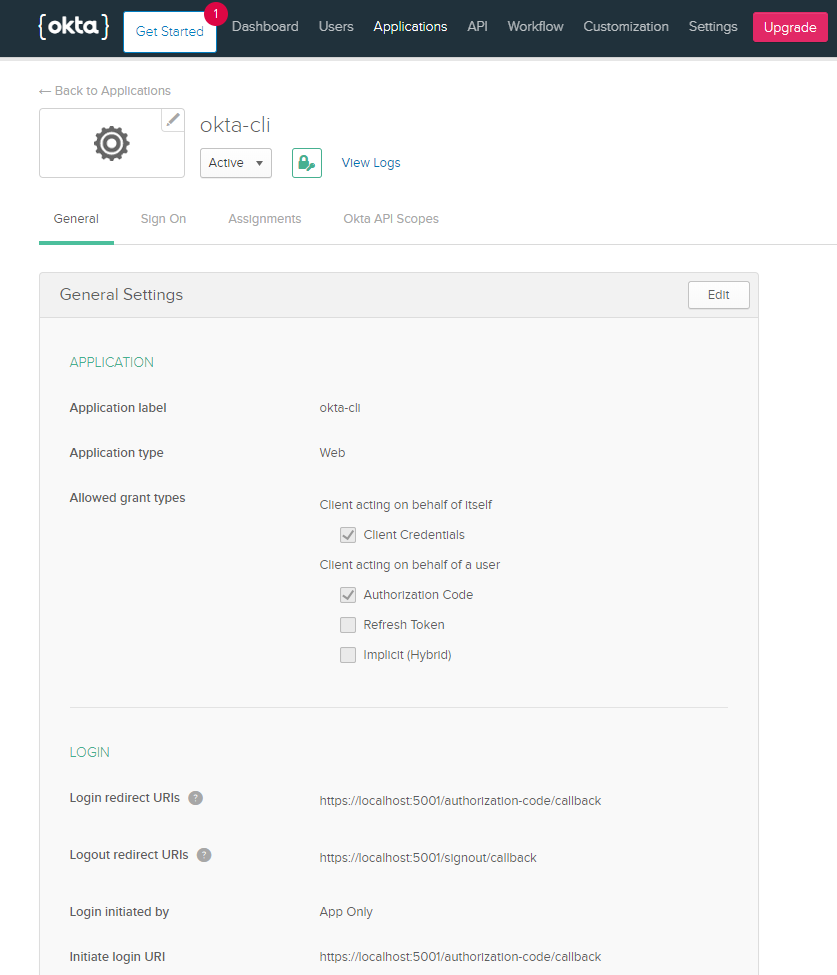 {okta}
Get Started
1
Dashboard
Users
Applications
API
Workflow
Customization
Settings
Upgrade
← Back to Applications
okta-cli
Active
View Logs
General
Sign On
Assignments
Okta API Scopes
General Settings
Edit
APPLICATION
Application label
okta-cli
Application type
Web
Allowed grant types
Client acting on behalf of itself
Client Credentials
Client acting on behalf of a user
Authorization Code
Refresh Token
Implicit (Hybrid)
LOGIN
Login redirect URIs ?
https://localhost:5001/authorization-code/callback
Logout redirect URIs ?
https://localhost:5001/signout/callback
Login initiated by
App Only
Initiate login URI
https://localhost:5001/authorization-code/callback